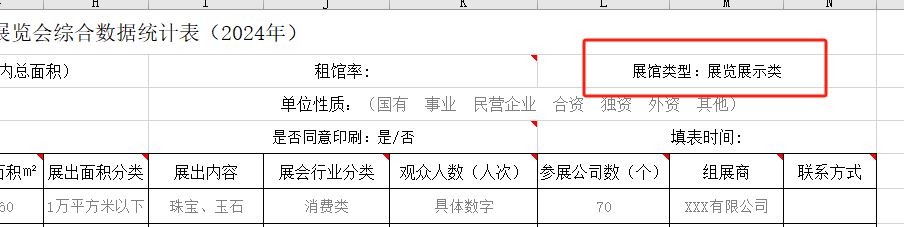 H I J K L M N
展览会综合数据统计表（2024年）
内总面积） 租馆率: 展馆类型：展览展示类
单位性质：（国有 事业 民营企业 合资 独资 外资 其他）
是否同意印刷：是/否 填表时间:
面积㎡ 展出面积分类 展出内容 展会行业分类 观众人数（人次） 参展公司数（个） 组展商 联系方式
60 1万平方米以下 珠宝、玉石 消费类 具体数字 70 XXX有限公司